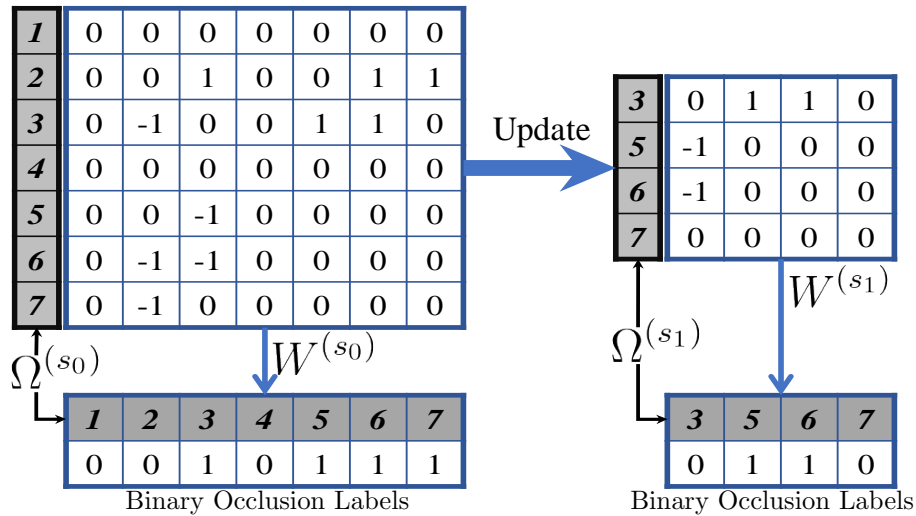 1 0 0 0 0 0 0 0
2 0 0 1 0 0 1 1
3 0 -1 0 0 1 1 0
4 0 0 0 0 0 0 0
5 0 0 -1 0 0 0 0
6 0 -1 -1 0 0 0 0
7 0 -1 0 0 0 0 0
Ω^(s₀)
W^(s₀)
1 2 3 4 5 6 7
0 0 1 0 1 1 1
Binary Occlusion Labels
Update
3 0 1 1 0
5 -1 0 0 0
6 -1 0 0 0
7 0 0 0 0
W^(s₁)
Ω^(s₁)
3 5 6 7
0 1 1 0
Binary Occlusion Labels